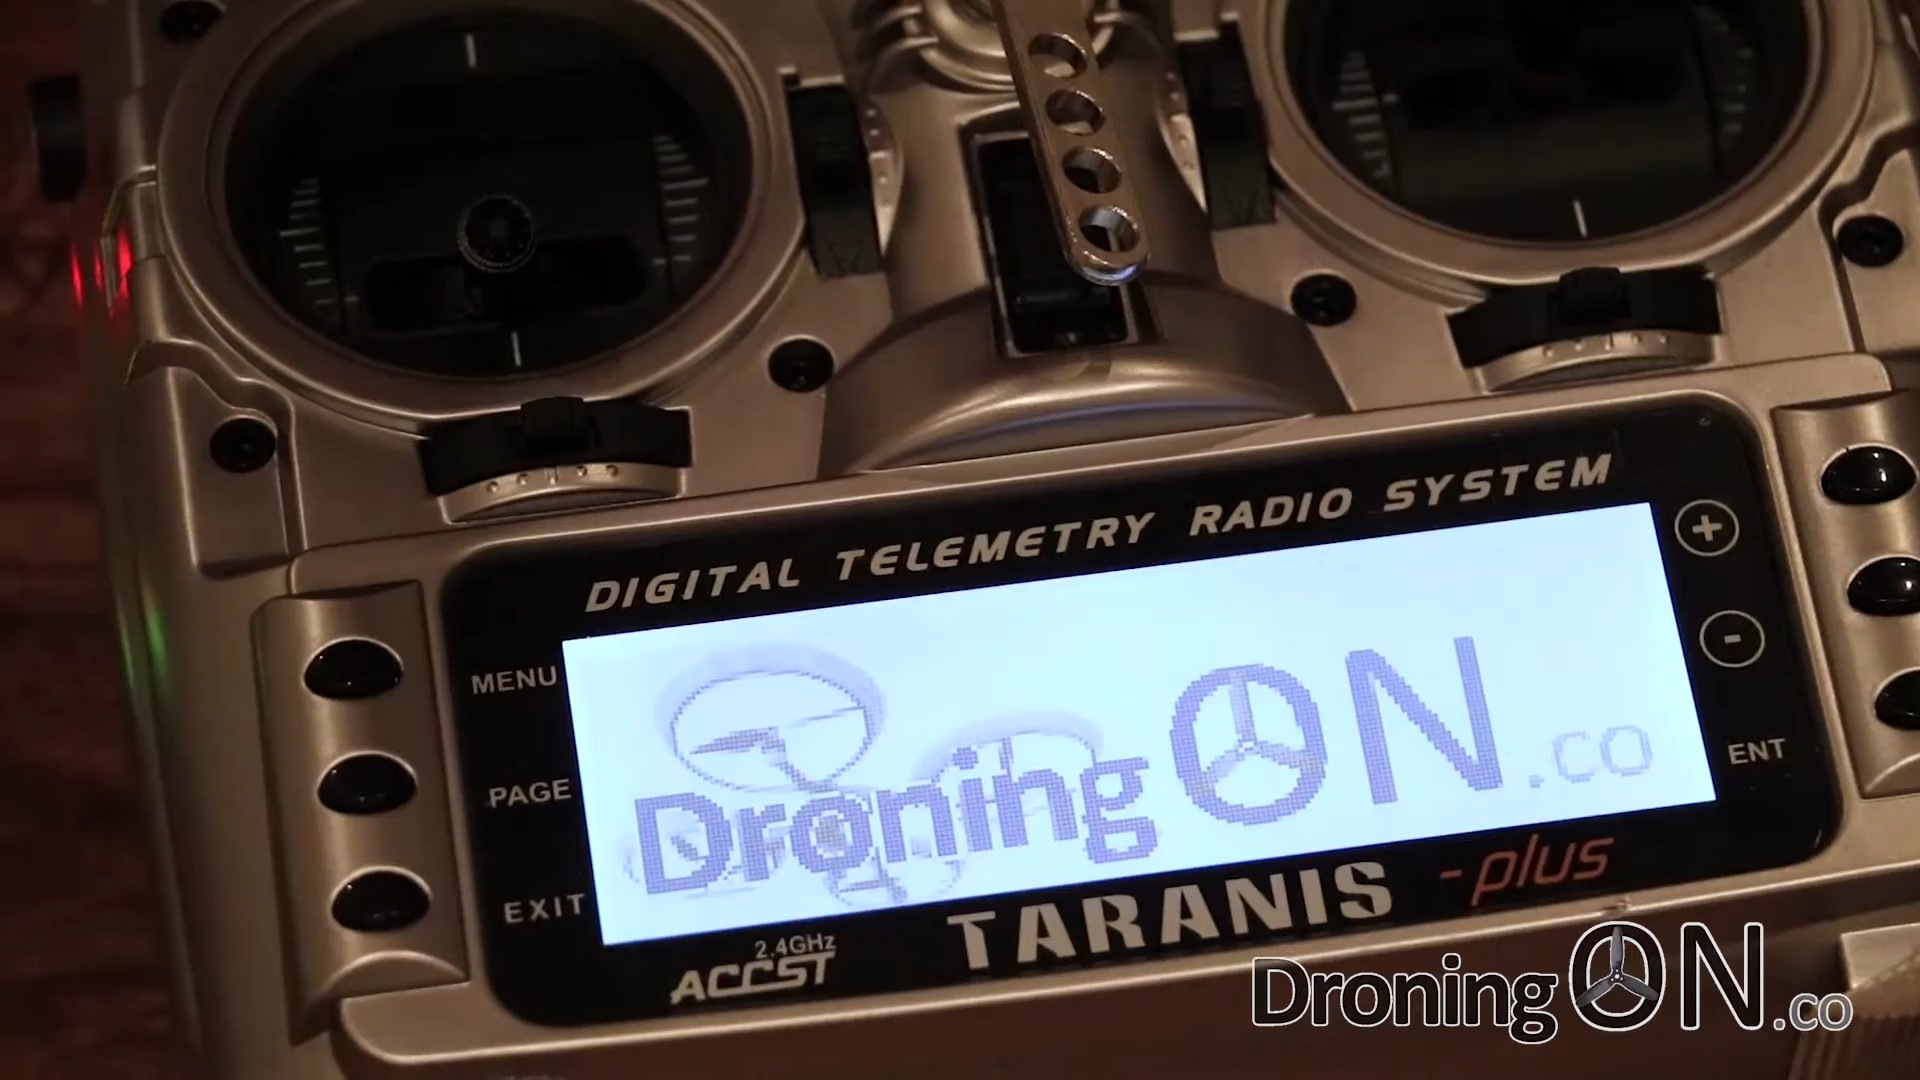 DIGITAL TELEMETRY RADIO SYSTEM
+
-
MENU
PAGE
EXIT
ENT
DroningON.co
2.4GHz
ACCST
TARANIS -plus
DroningON.co